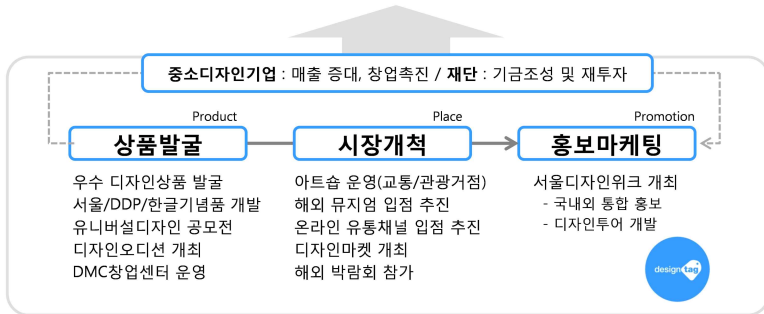 중소디자인기업 : 매출 증대, 창업촉진 / 재단 : 기금조성 및 재투자
Product
상품발굴
우수 디자인상품 발굴
서울/DDP/한글기념품 개발
유니버설디자인 공모전
디자인오디션 개최
DMC창업센터 운영
Place
시장개척
아트숍 운영(교통/관광거점)
해외 뮤지엄 입점 추진
온라인 유통채널 입점 추진
디자인마켓 개최
해외 박람회 참가
Promotion
홍보마케팅
서울디자인위크 개최
- 국내외 통합 홍보
- 디자인투어 개발
design tag